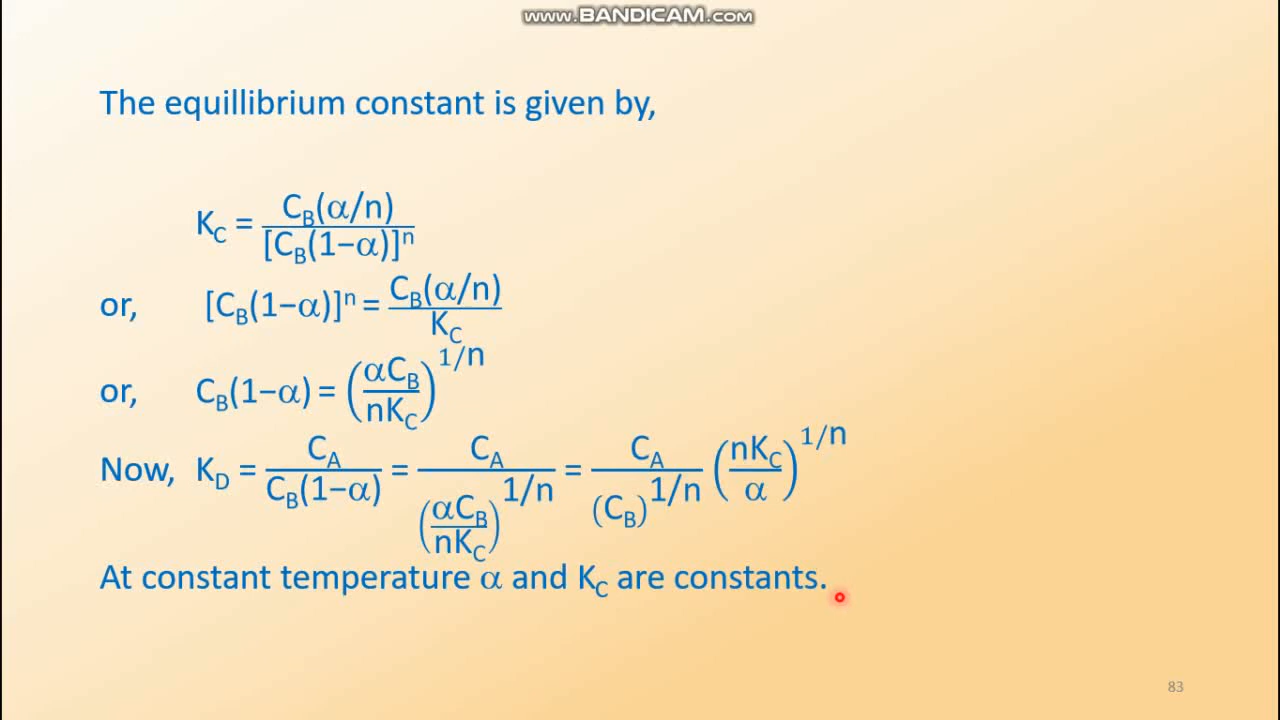 www.BANDICAM.com
The equillibrium constant is given by,
K_C = C_B(α/n) / [C_B(1−α)]^n
or, [C_B(1−α)]^n = C_B(α/n) / K_C
or, C_B(1−α) = (αC_B / nK_C)^1/n
Now, K_D = C_A / C_B(1−α) = C_A / (αC_B / nK_C)^1/n = C_A / (C_B)^1/n (nK_C / α)^1/n
At constant temperature α and K_C are constants.
83